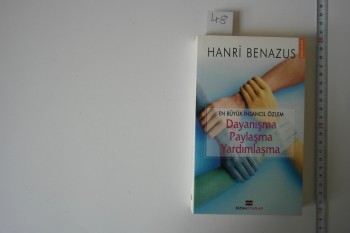 48
HANRİ BENAZUS
EN BÜYÜK İNSANCIL ÖZLEM
Dayanışma
Paylaşma
Yardımlaşma